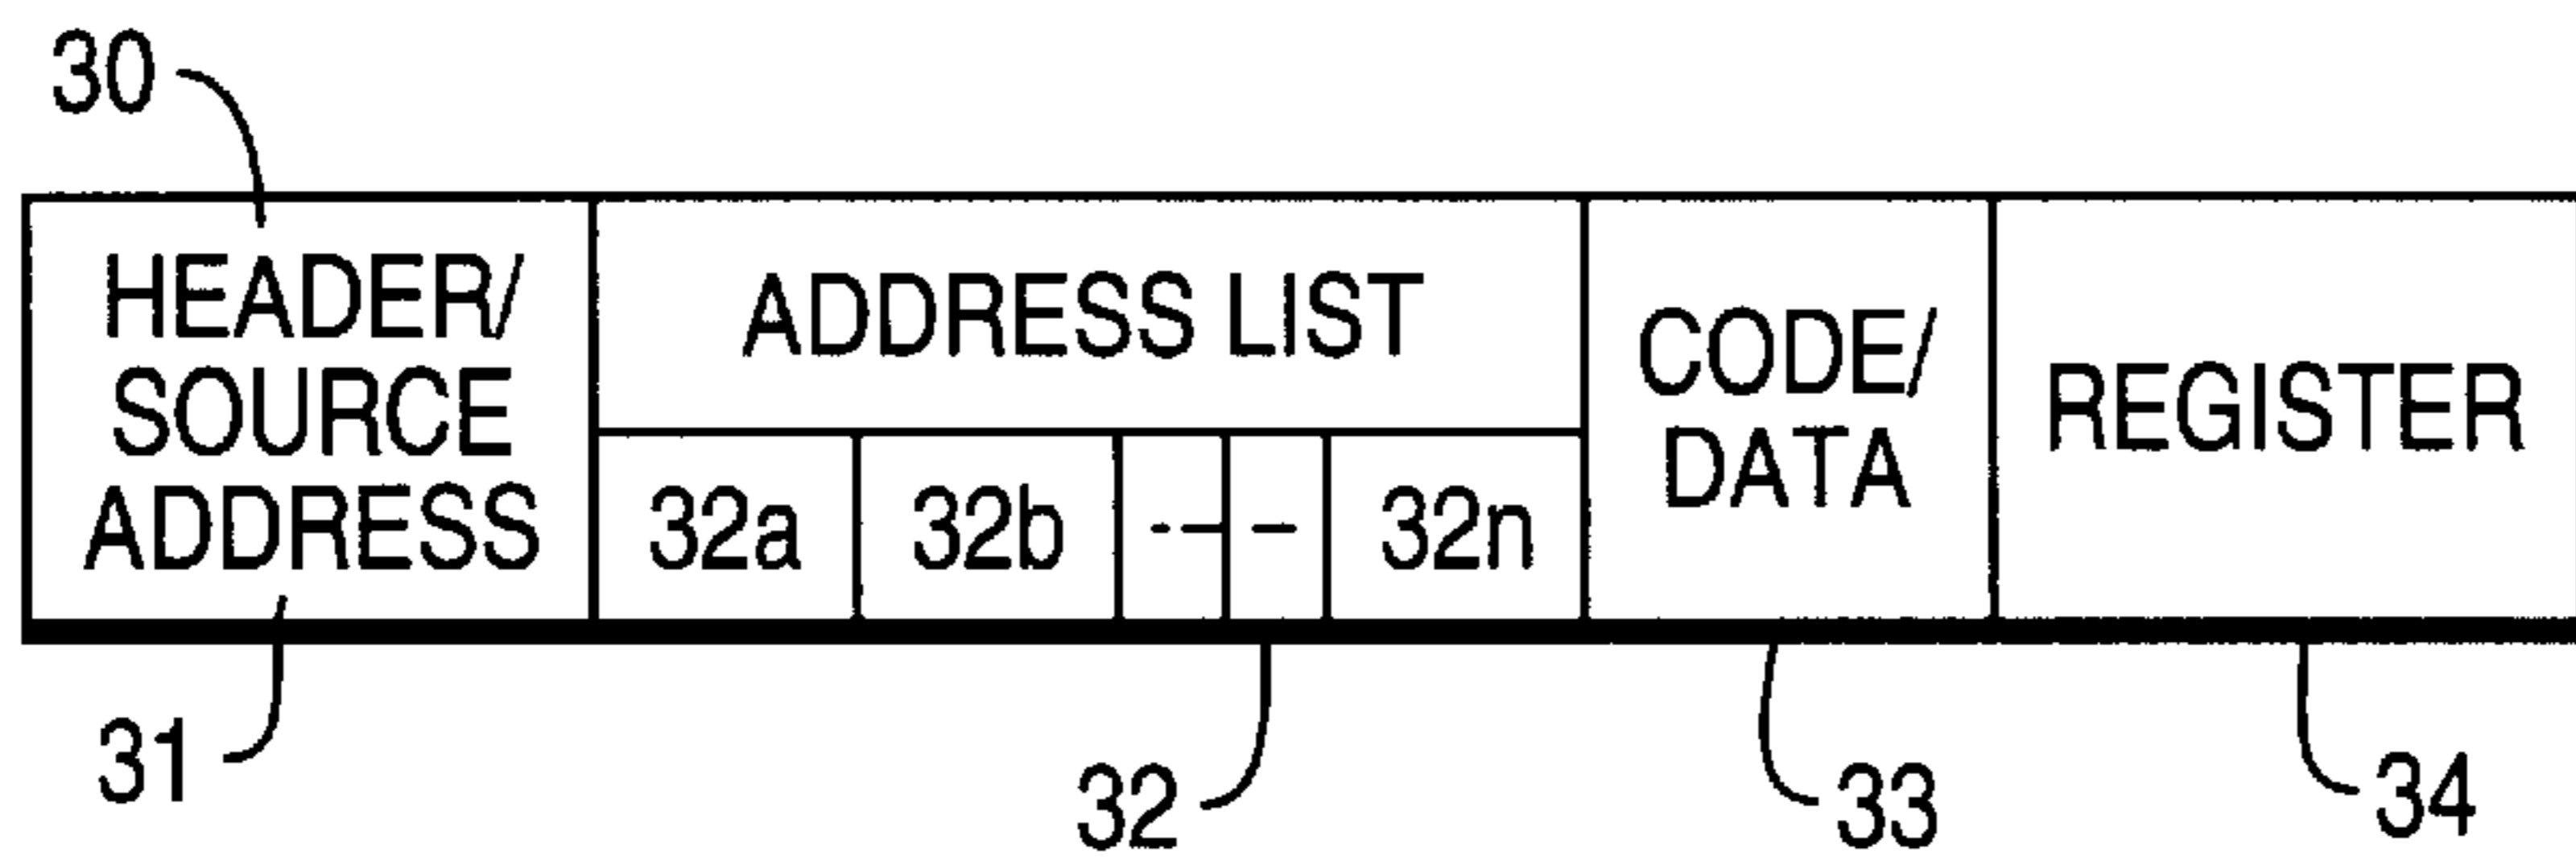 30
HEADER/
SOURCE
ADDRESS
ADDRESS LIST
32a 32b - - - 32n
CODE/
DATA
REGISTER
31
32
33
34